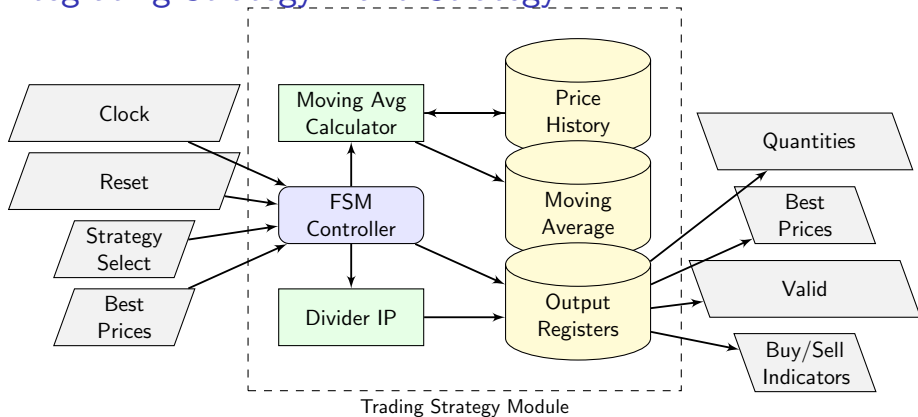 Clock
Reset
Strategy
Select
Best
Prices
Moving Avg
Calculator
FSM
Controller
Divider IP
Price
History
Moving
Average
Output
Registers
Quantities
Best
Prices
Valid
Buy/Sell
Indicators
Trading Strategy Module